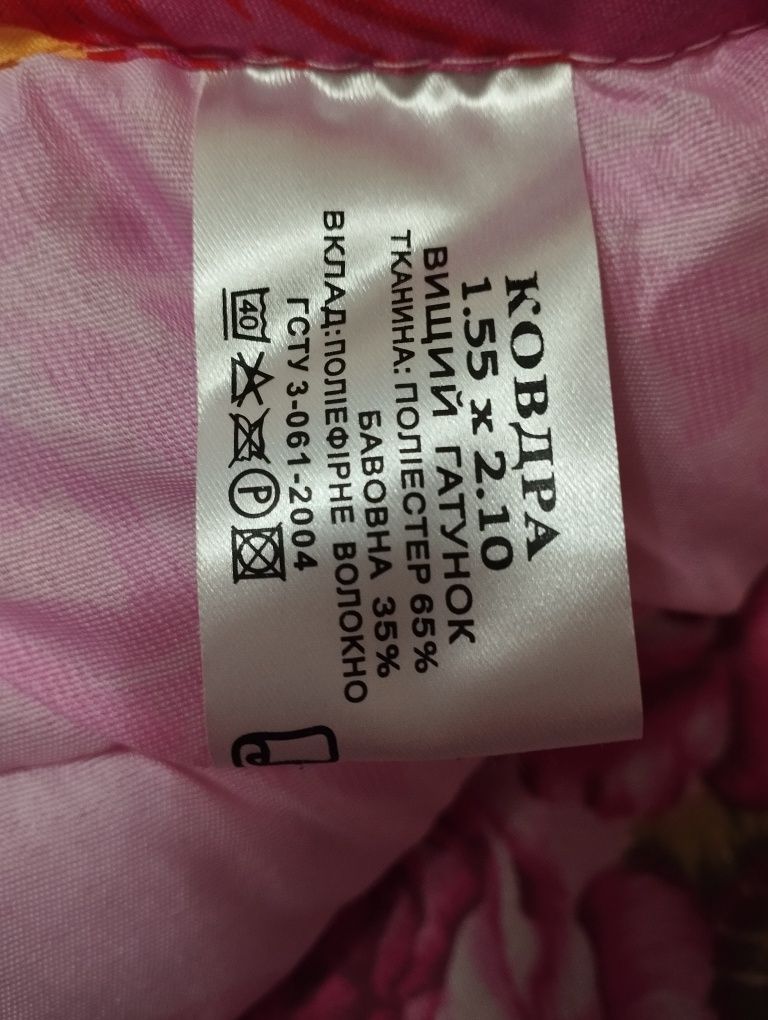 КОВДРА
1.55 х 2.10
ВИЩИЙ ГАТУНОК
ТКАНИНА: ПОЛІЕСТЕР 65%
БАВОВНА 35%
ВКЛАД:ПОЛІЕФІРНЕ ВОЛОКНО
ГСТУ 3-061-2004
40 P